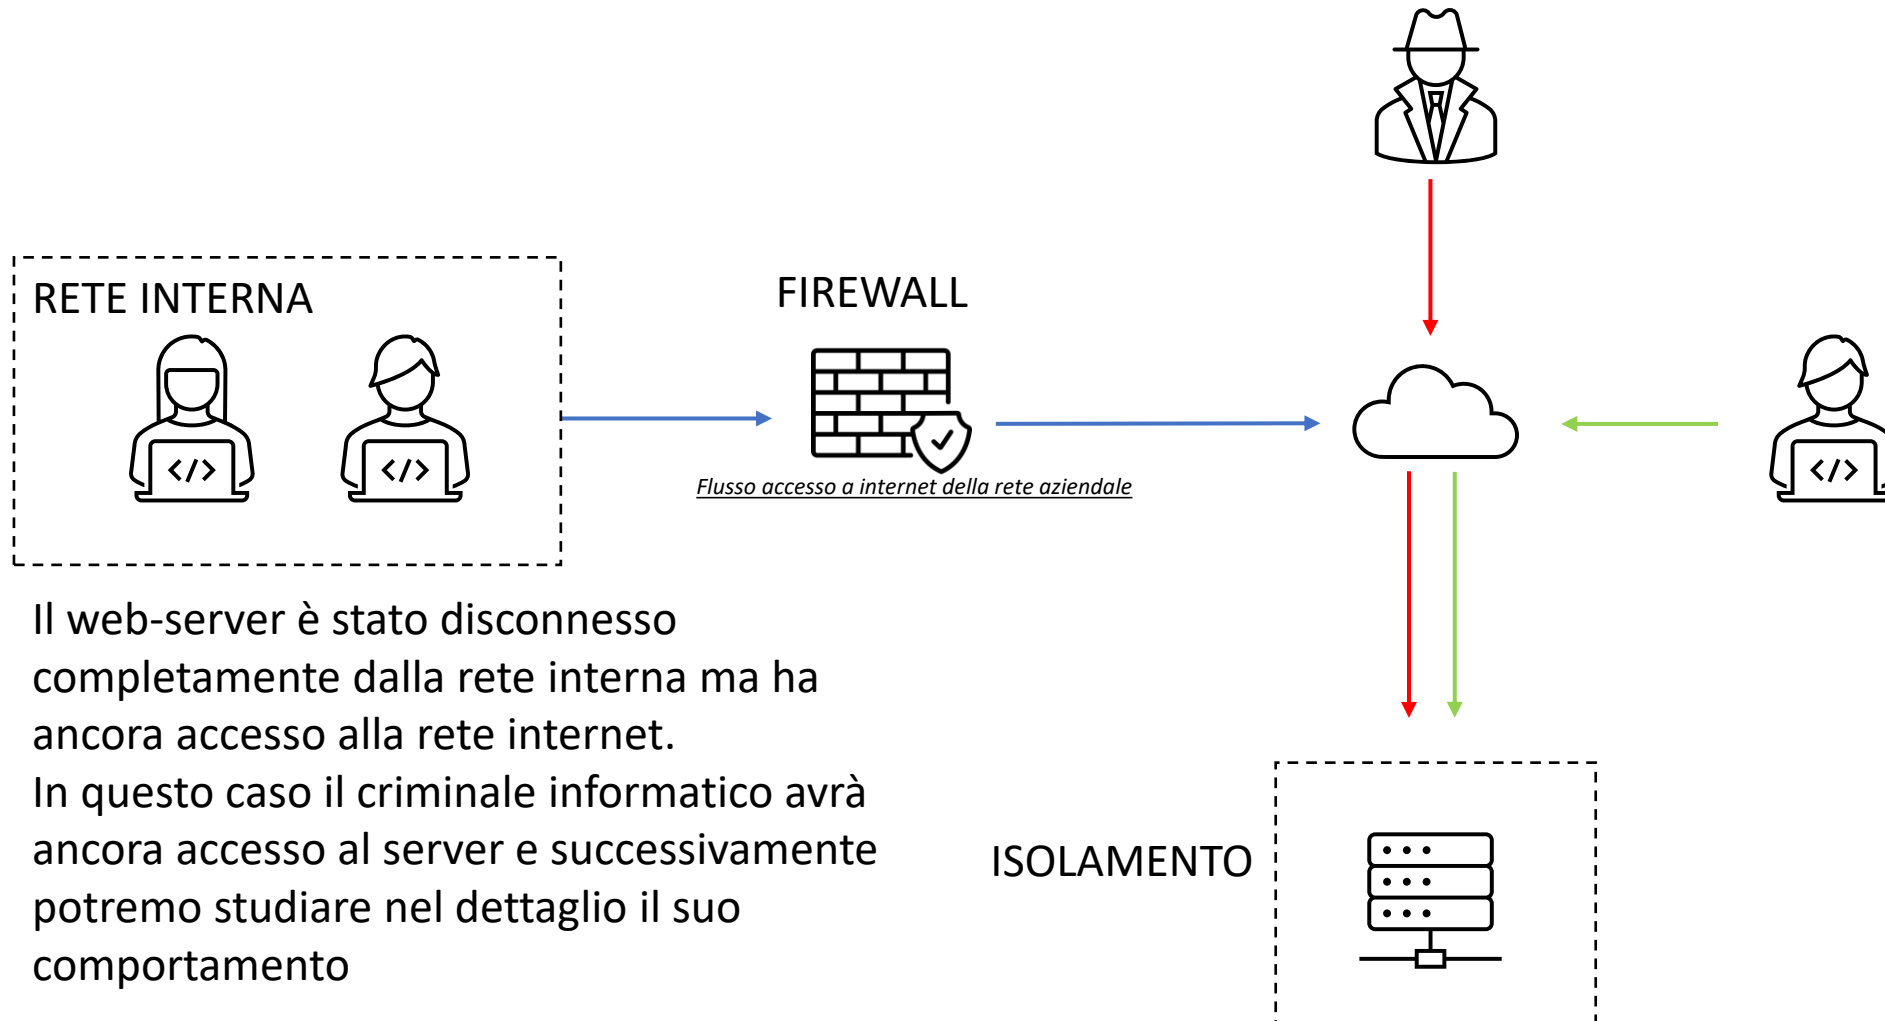 RETE INTERNA
FIREWALL
</>
</>
</>
Flusso accesso a internet della rete aziendale
Il web-server è stato disconnesso
completamente dalla rete interna ma ha
ancora accesso alla rete internet.
In questo caso il criminale informatico avrà
ancora accesso al server e successivamente
potremo studiare nel dettaglio il suo
comportamento
ISOLAMENTO